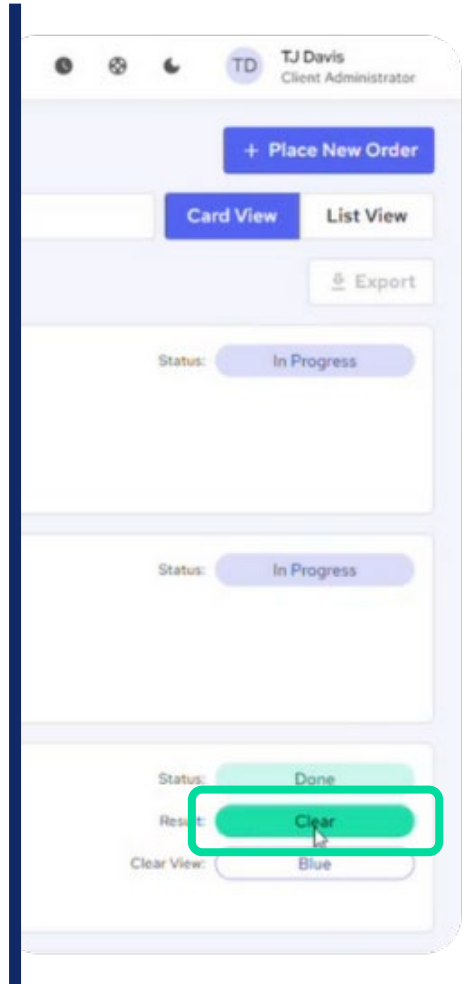 TD TJ Davis
Client Administrator
+ Place New Order
Card View List View
Export
Status: In Progress
Status: In Progress
Status: Done
Result: Clear
Clear View: Blue